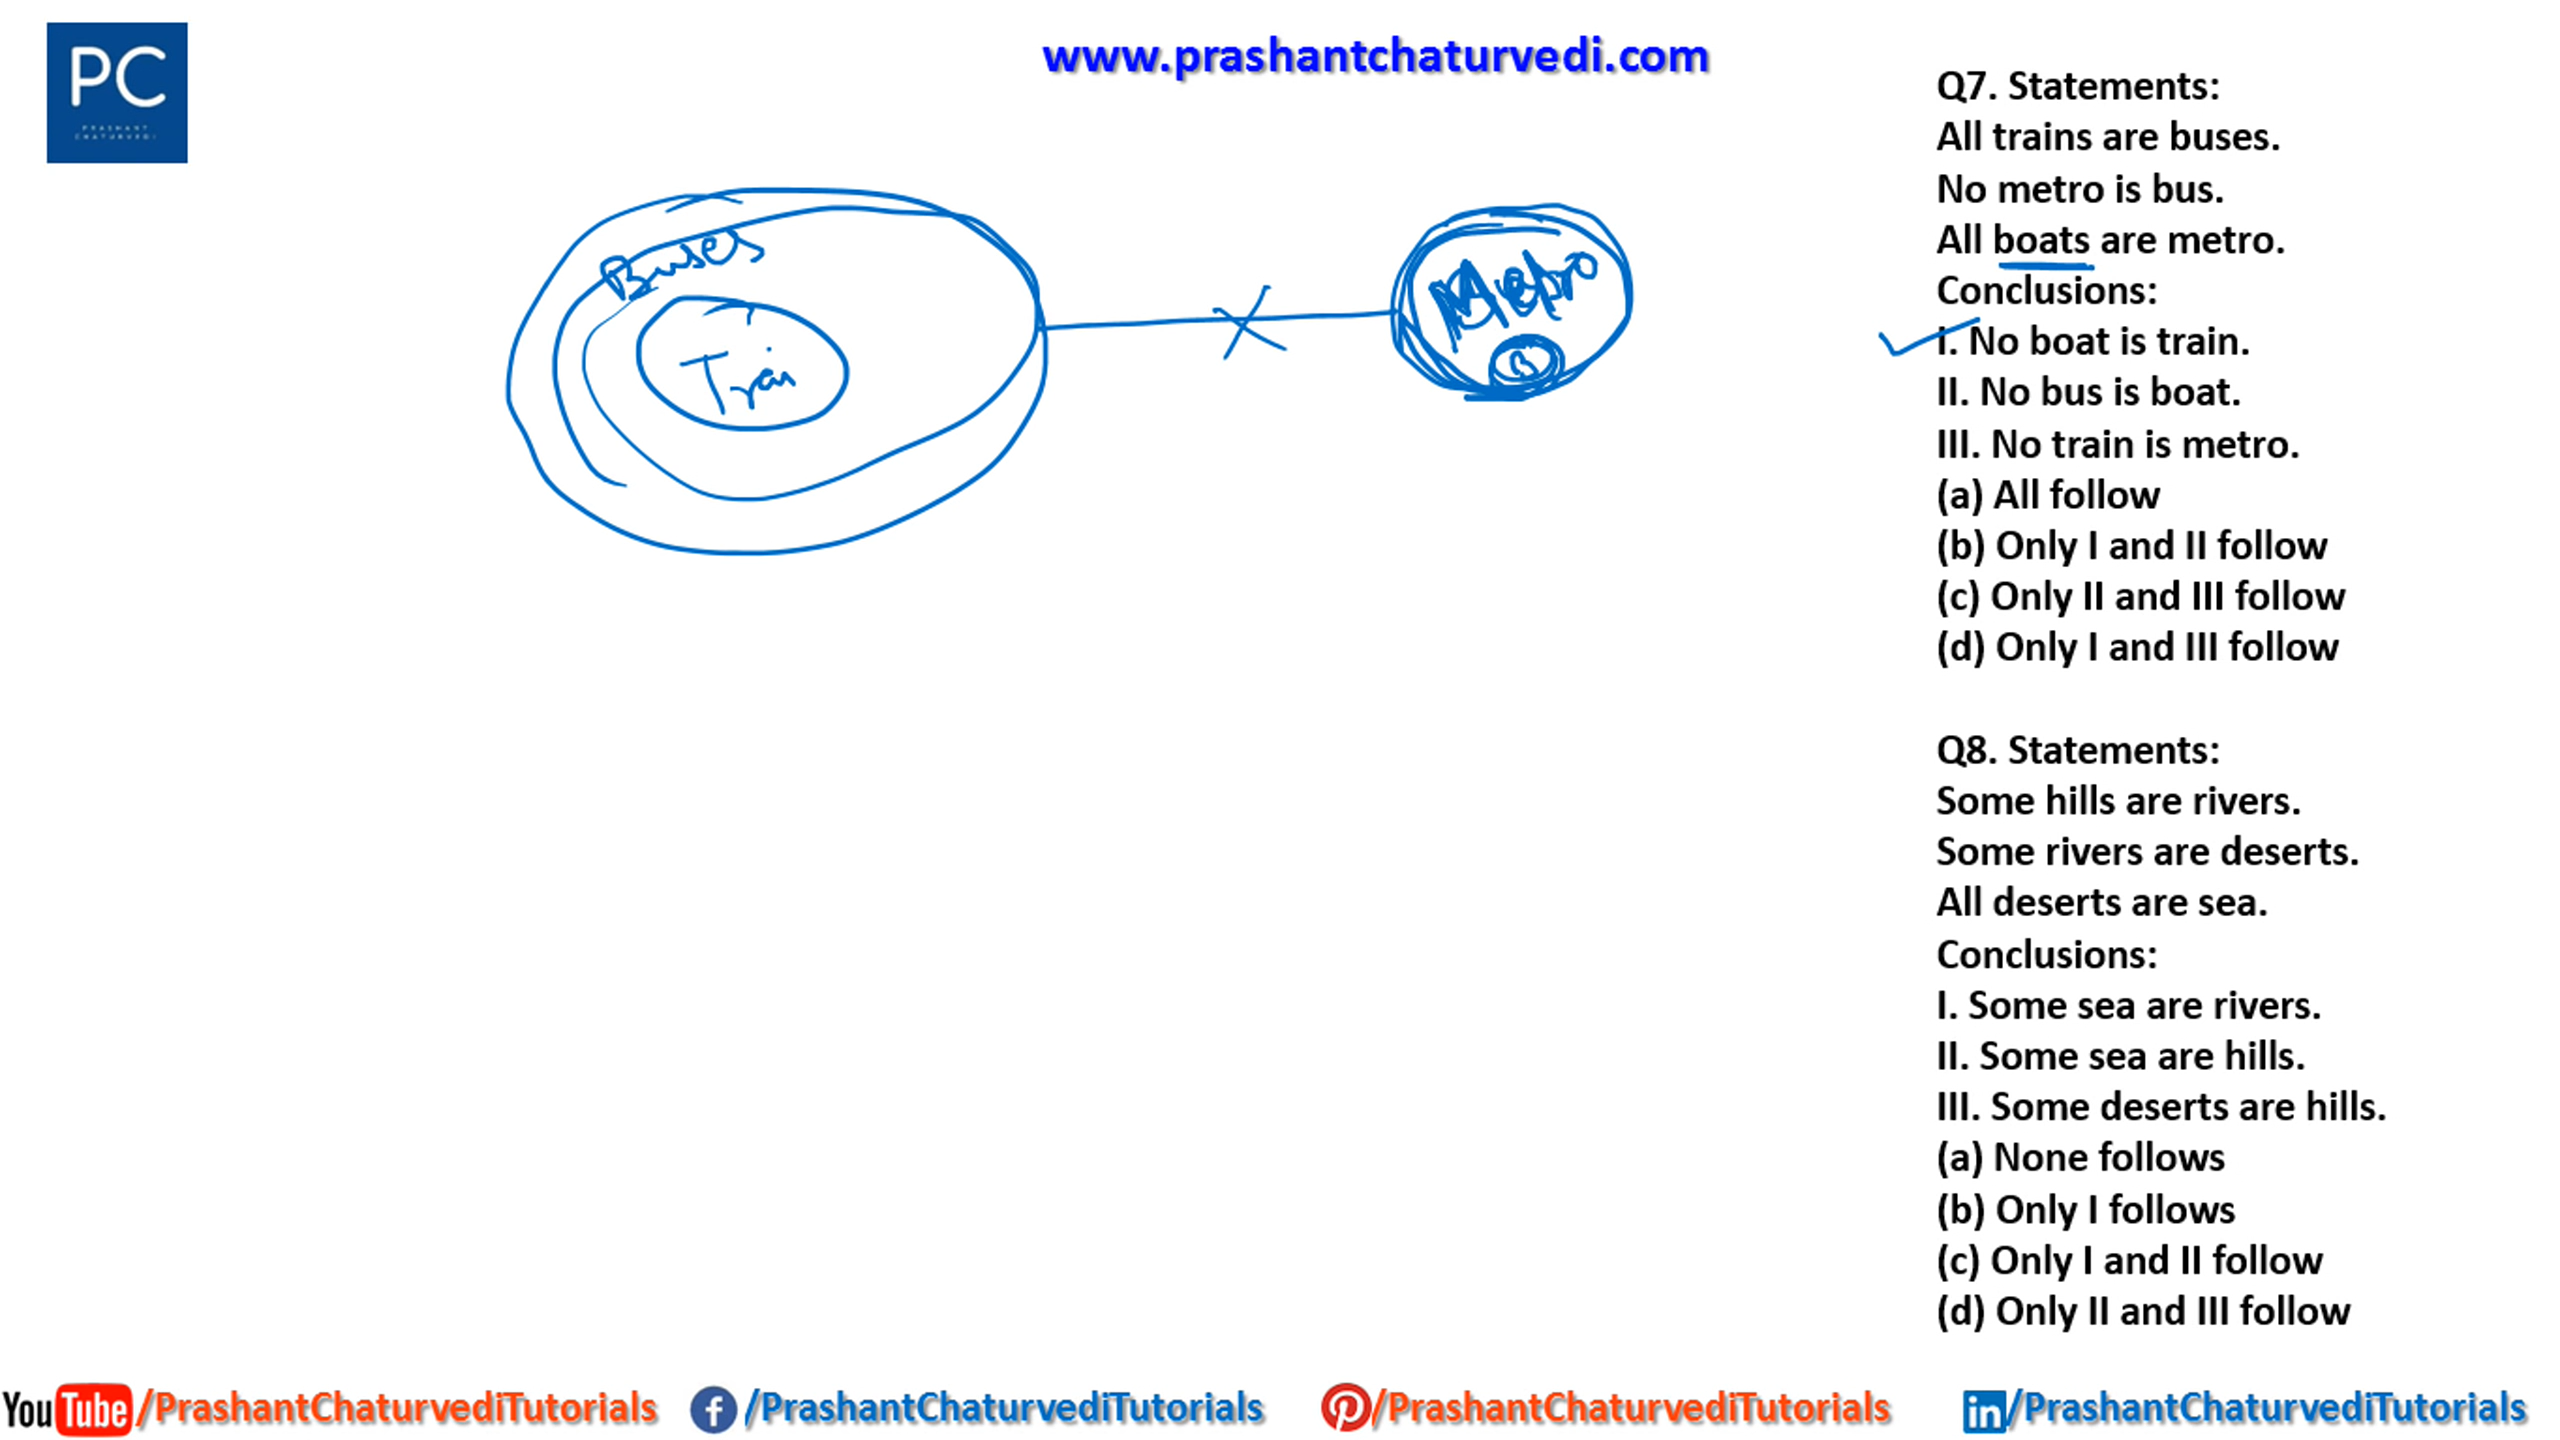 PC
PRASHANT
CHATURVEDI
www.prashantchaturvedi.com
Buses
Train
Metro
B
Q7. Statements:
All trains are buses.
No metro is bus.
All boats are metro.
Conclusions:
I. No boat is train.
II. No bus is boat.
III. No train is metro.
(a) All follow
(b) Only I and II follow
(c) Only II and III follow
(d) Only I and III follow
Q8. Statements:
Some hills are rivers.
Some rivers are deserts.
All deserts are sea.
Conclusions:
I. Some sea are rivers.
II. Some sea are hills.
III. Some deserts are hills.
(a) None follows
(b) Only I follows
(c) Only I and II follow
(d) Only II and III follow
YouTube/PrashantChaturvediTutorials f/PrashantChaturvediTutorials /PrashantChaturvediTutorials in/PrashantChaturvediTutorials